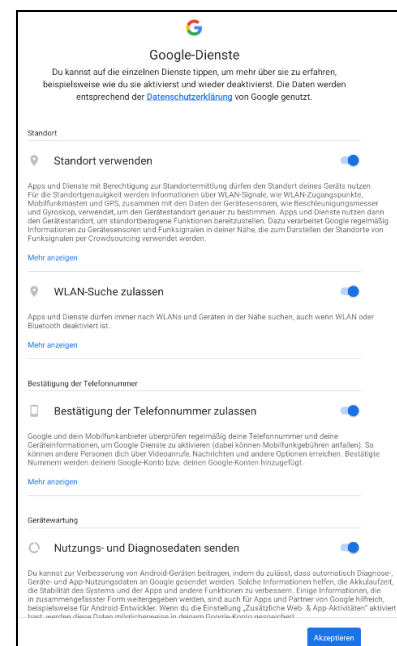 Google-Dienste
Du kannst auf die einzelnen Dienste tippen, um mehr über sie zu erfahren,
beispielsweise wie du sie aktivierst und wieder deaktivierst. Die Daten werden
entsprechend der Datenschutzerklärung von Google genutzt.
Standort
Standort verwenden
Apps und Dienste mit Berechtigung zur Standortermittlung dürfen den Standort deines Geräts nutzen.
Für die Standortgenauigkeit werden Informationen über WLAN-Signale, wie WLAN-Zugangspunkte,
Mobilfunkmasten und GPS, zusammen mit den Daten der Gerätesensoren, wie Beschleunigungsmesser
und Gyroskop, verwendet, um den Gerätestandort genauer zu bestimmen. Apps und Dienste nutzen dann
den Gerätestandort, um standortbezogene Funktionen bereitzustellen. Dazu verarbeitet Google regelmäßig
Informationen zu Gerätesensoren und Funksignalen in deiner Nähe, die zum Darstellen der Standorte von
Funksignalen per Crowdsourcing verwendet werden.
Mehr anzeigen
WLAN-Suche zulassen
Apps und Dienste dürfen immer nach WLANs und Geräten in der Nähe suchen, auch wenn WLAN oder
Bluetooth deaktiviert ist.
Mehr anzeigen
Bestätigung der Telefonnummer
Bestätigung der Telefonnummer zulassen
Google und dein Mobilfunkanbieter überprüfen regelmäßig deine Telefonnummer und deine
Geräteinformationen, um Google Dienste zu aktivieren (dabei können Mobilfunkgebühren anfallen). So
können andere Personen dich über Videoanrufe, Nachrichten und andere Optionen erreichen. Bestätigte
Nummern werden deinem Google-Konto bzw. deinen Google-Konten hinzugefügt.
Mehr anzeigen
Gerätewartung
Nutzungs- und Diagnosedaten senden
Du kannst zur Verbesserung von Android-Geräten beitragen, indem du zulässt, dass automatisch Diagnose-,
Geräte- und App-Nutzungsdaten an Google gesendet werden. Solche Informationen helfen, die Akkulaufzeit,
die Stabilität des Systems und der Apps und andere Funktionen zu verbessern. Einige Informationen, die
in zusammengefasster Form weitergegeben werden, sind auch für Apps und Partner von Google hilfreich,
beispielsweise für Android-Entwickler. Wenn du die Einstellung „Zusätzliche Web- & App-Aktivitäten" aktiviert
hast, werden diese Daten möglicherweise in deinem Google-Konto gespeichert.
Akzeptieren